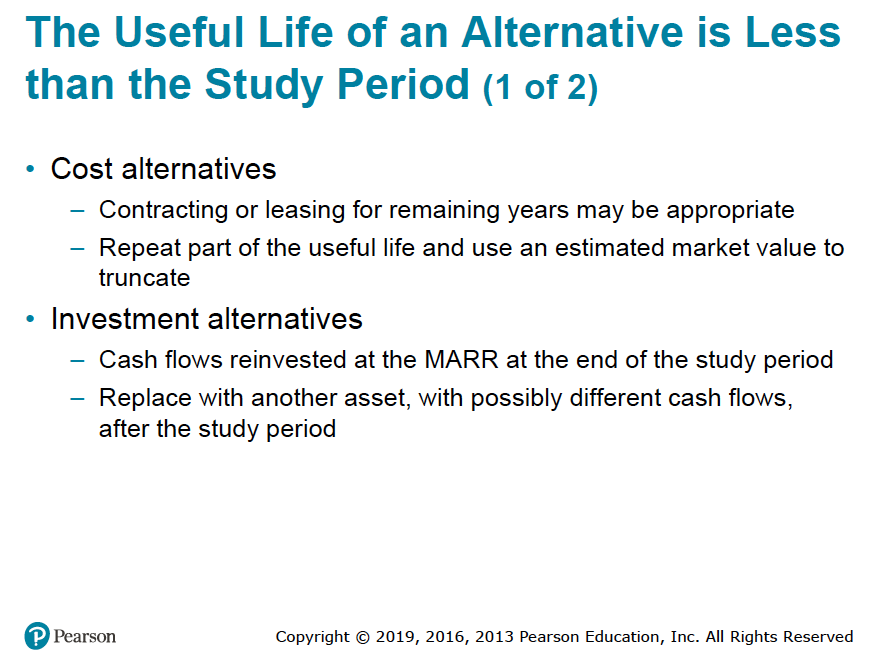 The Useful Life of an Alternative is Less
than the Study Period (1 of 2)
• Cost alternatives
– Contracting or leasing for remaining years may be appropriate
– Repeat part of the useful life and use an estimated market value to
truncate
• Investment alternatives
– Cash flows reinvested at the MARR at the end of the study period
– Replace with another asset, with possibly different cash flows,
after the study period
Pearson
Copyright © 2019, 2016, 2013 Pearson Education, Inc. All Rights Reserved